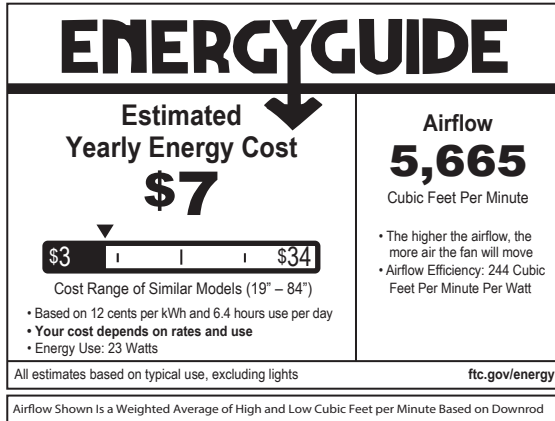 ENERGYGUIDE
Estimated
Yearly Energy Cost
$7
$3
$34
Cost Range of Similar Models (19” – 84”)
• Based on 12 cents per kWh and 6.4 hours use per day
• Your cost depends on rates and use
• Energy Use: 23 Watts
Airflow
5,665
Cubic Feet Per Minute
• The higher the airflow, the
more air the fan will move
• Airflow Efficiency: 244 Cubic
Feet Per Minute Per Watt
All estimates based on typical use, excluding lights
ftc.gov/energy
Airflow Shown Is a Weighted Average of High and Low Cubic Feet per Minute Based on Downrod